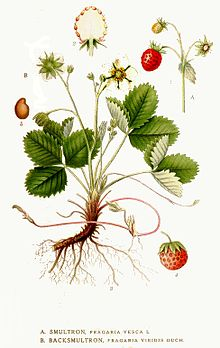 B
A. SMULTRON, FRAGARIA VESCA L.
B. BACKSMULTRON, FRAGARIA VIRIDIS DUCH.